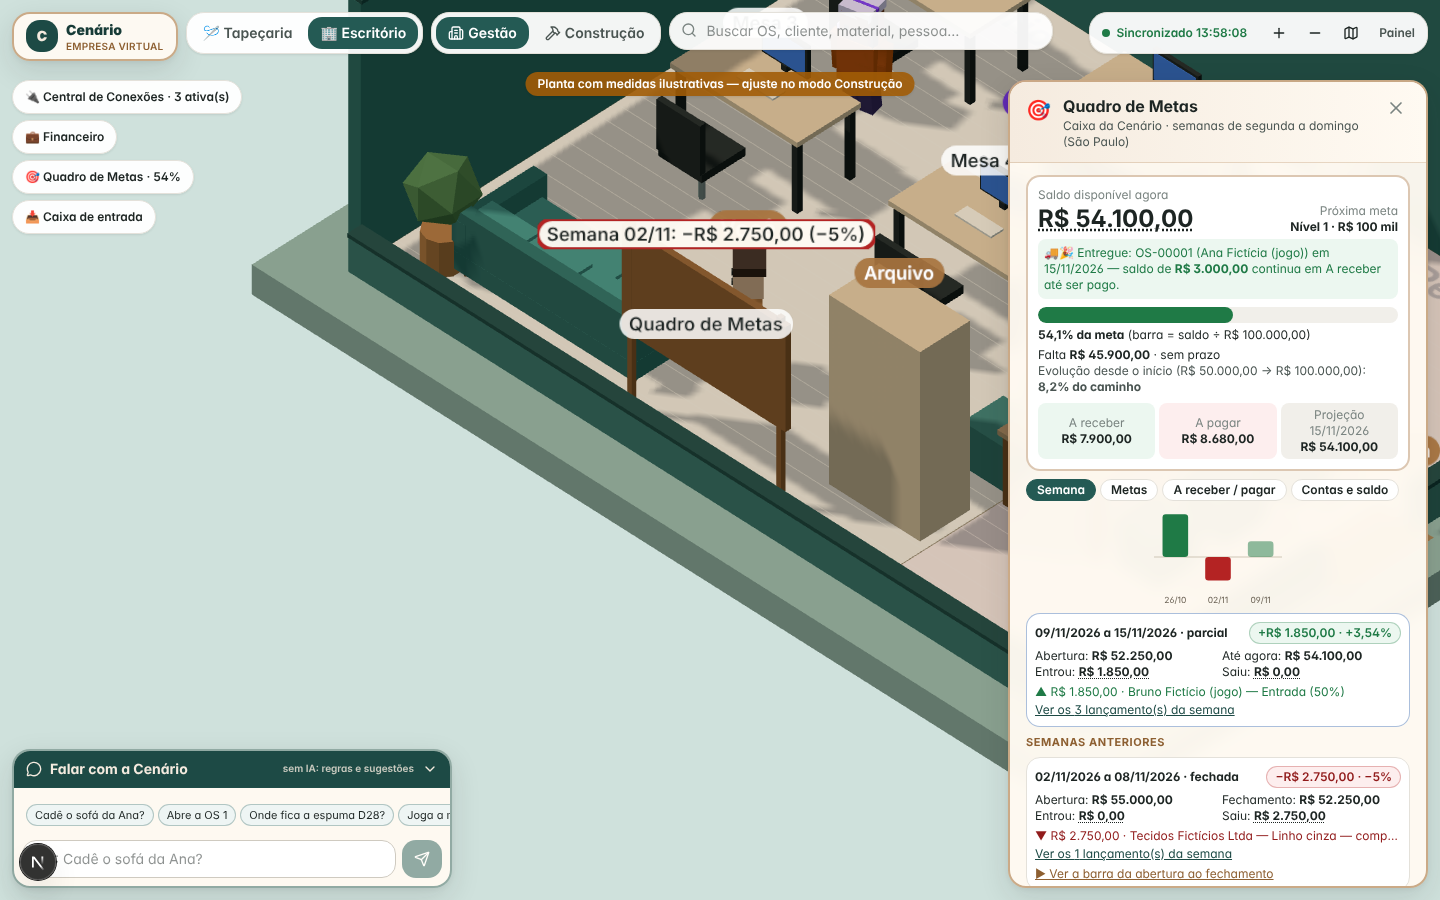 C
Cenário
EMPRESA VIRTUAL
Tapeçaria
Escritório
Gestão
Construção
Buscar OS, cliente, material, pessoa...
Sincronizado 13:58:08
Painel
Central de Conexões · 3 ativa(s)
Financeiro
Quadro de Metas · 54%
Caixa de entrada
Planta com medidas ilustrativas — ajuste no modo Construção
Mesa 4
Semana 02/11: −R$ 2.750,00 (−5%)
Arquivo
Quadro de Metas
Quadro de Metas
Caixa da Cenário · semanas de segunda a domingo
(São Paulo)
Saldo disponível agora
R$ 54.100,00
Próxima meta
Nível 1 · R$ 100 mil
Entregue: OS-00001 (Ana Fictícia (jogo)) em
15/11/2026 — saldo de R$ 3.000,00 continua em A receber
até ser pago.
54,1% da meta (barra = saldo ÷ R$ 100.000,00)
Falta R$ 45.900,00 · sem prazo
Evolução desde o início (R$ 50.000,00 → R$ 100.000,00):
8,2% do caminho
A receber
R$ 7.900,00
A pagar
R$ 8.680,00
Projeção
15/11/2026
R$ 54.100,00
Semana
Metas
A receber / pagar
Contas e saldo
26/10
02/11
09/11
09/11/2026 a 15/11/2026 · parcial
+R$ 1.850,00 · +3,54%
Abertura: R$ 52.250,00
Até agora: R$ 54.100,00
Entrou: R$ 1.850,00
Saiu: R$ 0,00
▲ R$ 1.850,00 · Bruno Fictício (jogo) — Entrada (50%)
Ver os 3 lançamento(s) da semana
SEMANAS ANTERIORES
02/11/2026 a 08/11/2026 · fechada
−R$ 2.750,00 · −5%
Abertura: R$ 55.000,00
Fechamento: R$ 52.250,00
Entrou: R$ 0,00
Saiu: R$ 2.750,00
▼ R$ 2.750,00 · Tecidos Fictícios Ltda — Linho cinza — comp...
Ver os 1 lançamento(s) da semana
▶ Ver a barra da abertura ao fechamento
Falar com a Cenário
sem IA: regras e sugestões
Cadê o sofá da Ana?
Abre a OS 1
Onde fica a espuma D28?
Joga a
N
Cadê o sofá da Ana?